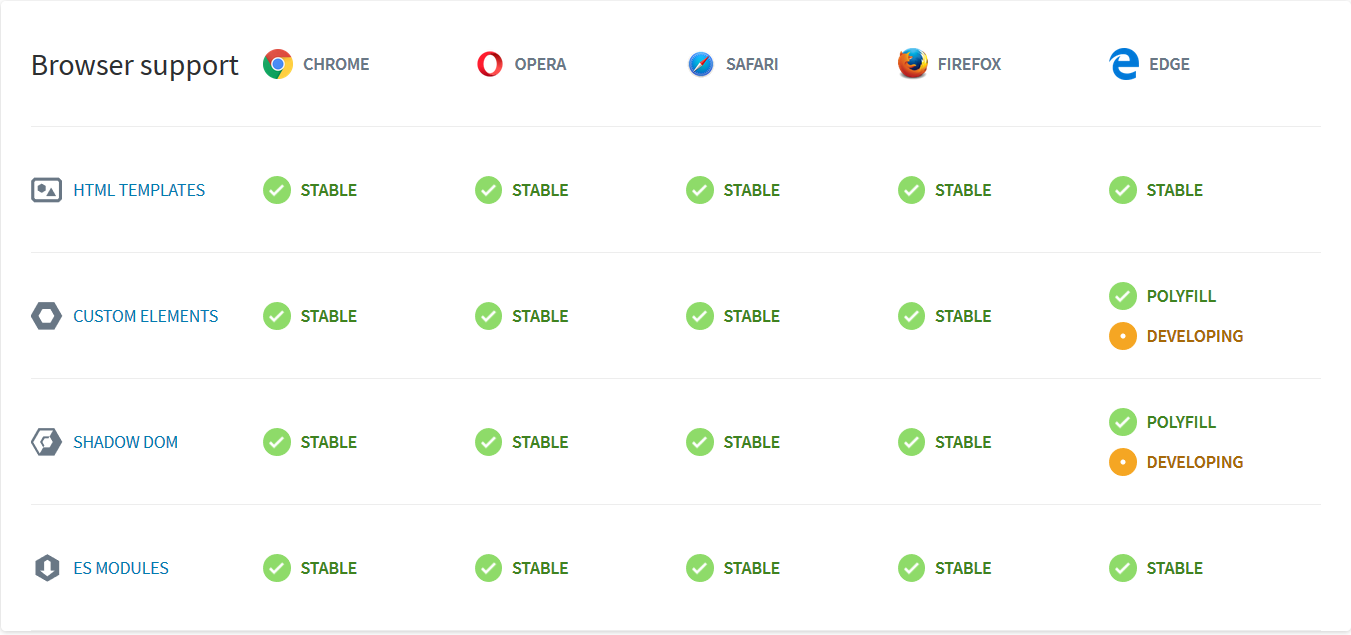 Browser support CHROME OPERA SAFARI FIREFOX EDGE
HTML TEMPLATES STABLE STABLE STABLE STABLE STABLE
CUSTOM ELEMENTS STABLE STABLE STABLE STABLE POLYFILL
DEVELOPING
SHADOW DOM STABLE STABLE STABLE STABLE POLYFILL
DEVELOPING
ES MODULES STABLE STABLE STABLE STABLE STABLE